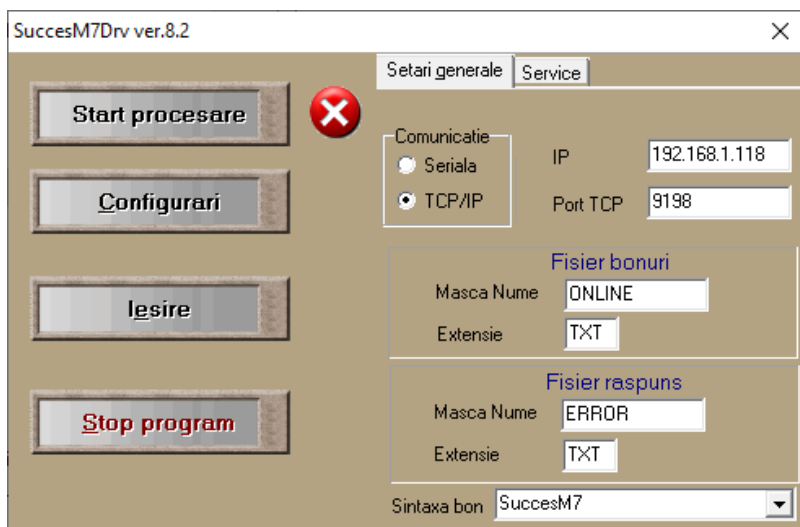 SuccesM7Drv ver.8.2
Start procesare
Configurari
Iesire
Stop program
Setari generale
Service
Comunicatie
Seriala
TCP/IP
IP
192.168.1.118
Port TCP
9198
Fisier bonuri
Masca Nume
ONLINE
Extensie
TXT
Fisier raspuns
Masca Nume
ERROR
Extensie
TXT
Sintaxa bon
SuccesM7